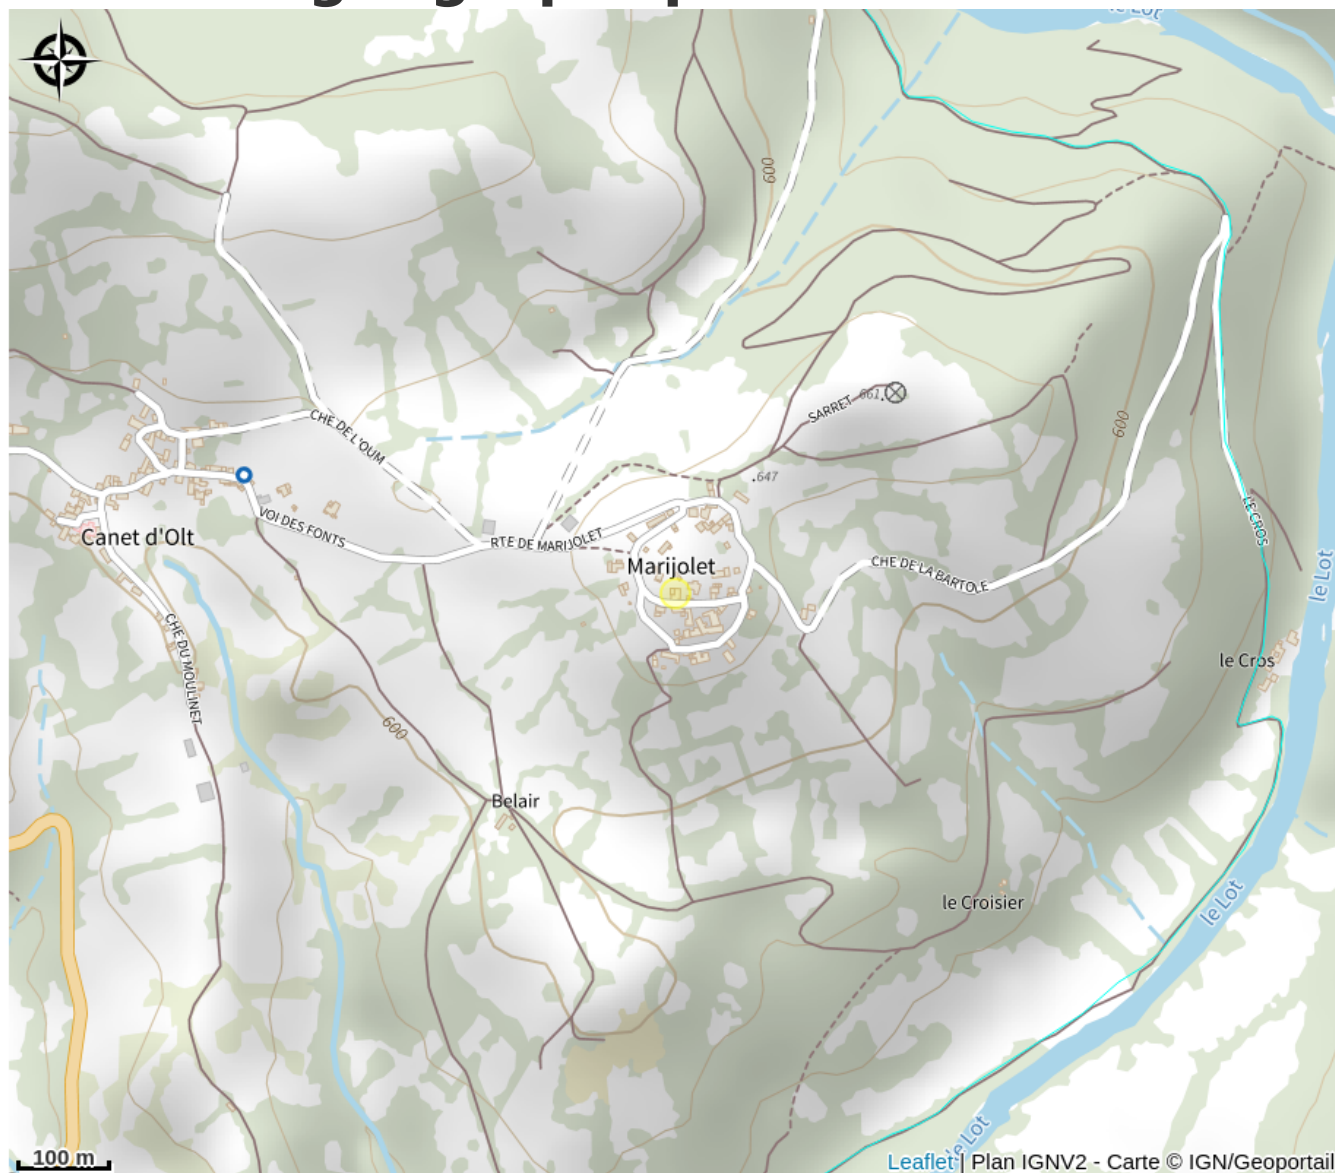 le Lot
600
SARRET
661
CHE DE L'OUM
600
.647
Canet d'Olt
VOI DES FONTS
RTE DE MARIJOLET
LE CROS
Marijolet
CHE DE LA BARTOLE
le Lot
CHE DU MOULINET
le Cros
600
Belair
le Croisier
le Lot
le Lot
100 m
Leaflet | Plan IGNV2 - Carte © IGN/Geoportail